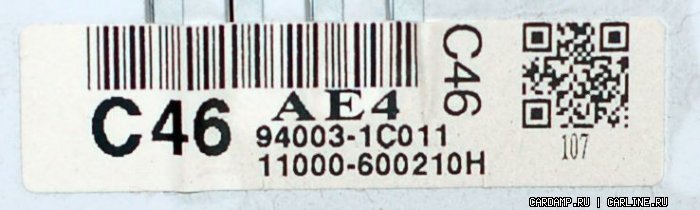 C46
AE4
94003-1C011
11000-600210H
C46
107
CARDAMP.RU | CARLINE.RU